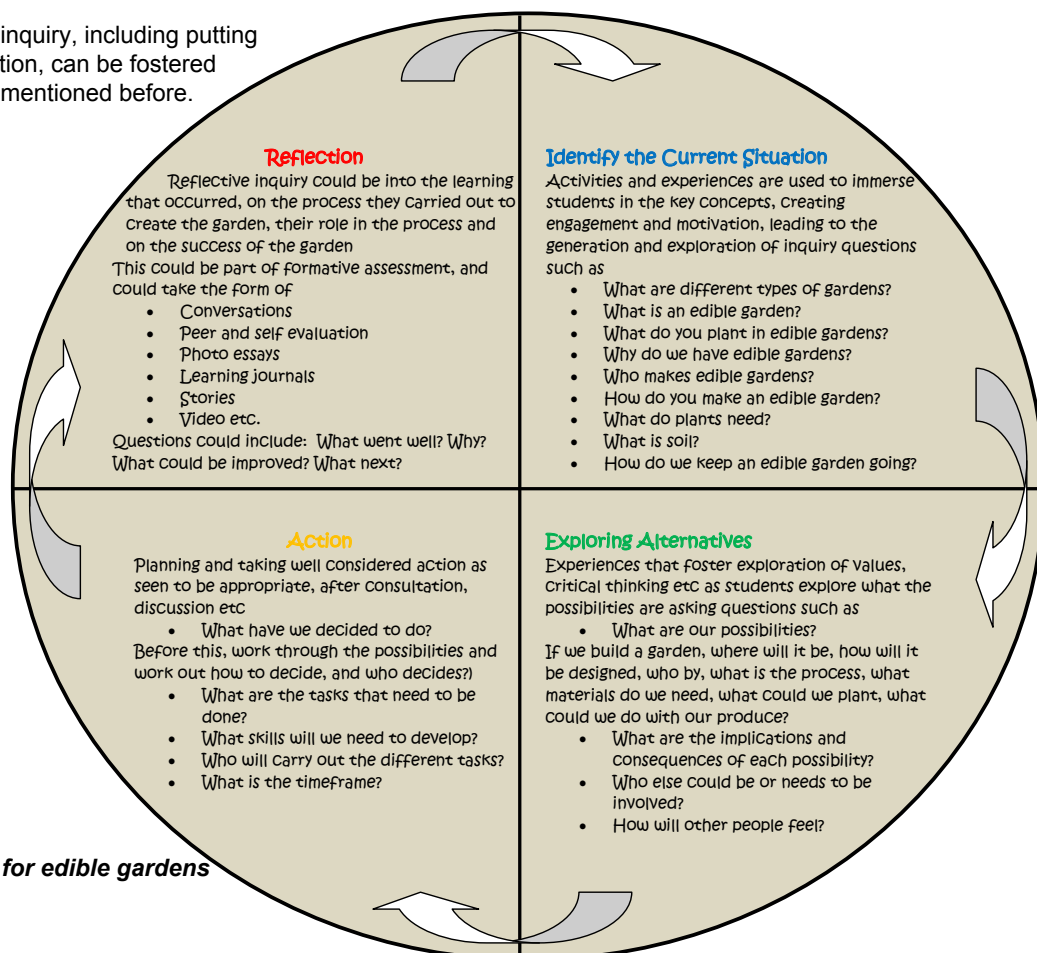 inquiry, including putting
tion, can be fostered
mentioned before.
Reflection
Reflective inquiry could be into the learning
that occurred, on the process they carried out to
create the garden, their role in the process and
on the success of the garden
This could be part of formative assessment, and
could take the form of
• Conversations
• Peer and self evaluation
• Photo essays
• Learning journals
• Stories
• Video etc.
Questions could include: What went well? Why?
What could be improved? What next?
Identify the Current Situation
Activities and experiences are used to immerse
students in the key concepts, creating
engagement and motivation, leading to the
generation and exploration of inquiry questions
such as
• What are different types of gardens?
• What is an edible garden?
• What do you plant in edible gardens?
• Why do we have edible gardens?
• Who makes edible gardens?
• How do you make an edible garden?
• What do plants need?
• What is soil?
• How do we keep an edible garden going?
Action
Planning and taking well considered action as
seen to be appropriate, after consultation,
discussion etc
• What have we decided to do?
Before this, work through the possibilities and
work out how to decide, and who decides?)
• What are the tasks that need to be
done?
• What skills will we need to develop?
• Who will carry out the different tasks?
• What is the timeframe?
Exploring Alternatives
Experiences that foster exploration of values,
critical thinking etc as students explore what the
possibilities are asking questions such as
• What are our possibilities?
If we build a garden, where will it be, how will it
be designed, who by, what is the process, what
materials do we need, what could we plant, what
could we do with our produce?
• What are the implications and
consequences of each possibility?
• Who else could be or needs to be
involved?
• How will other people feel?
for edible gardens